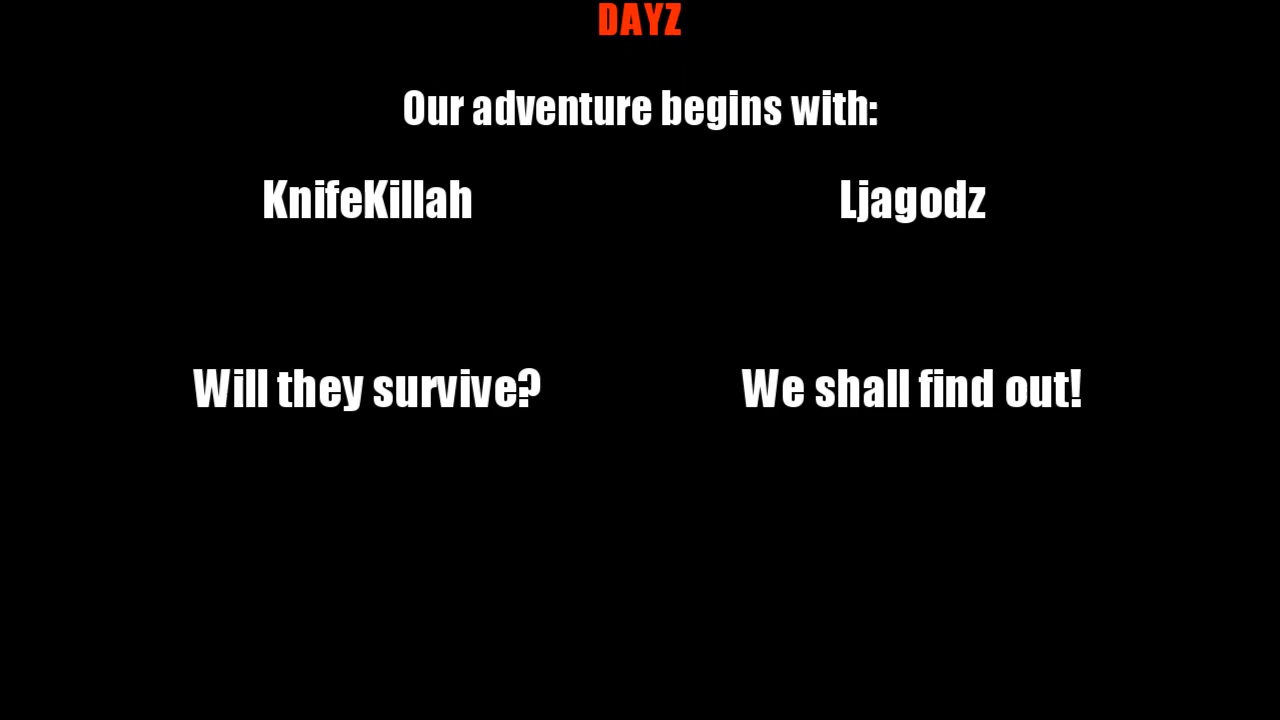 DAYZ
Our adventure begins with:
KnifeKillah
Ljagodz
Will they survive?
We shall find out!